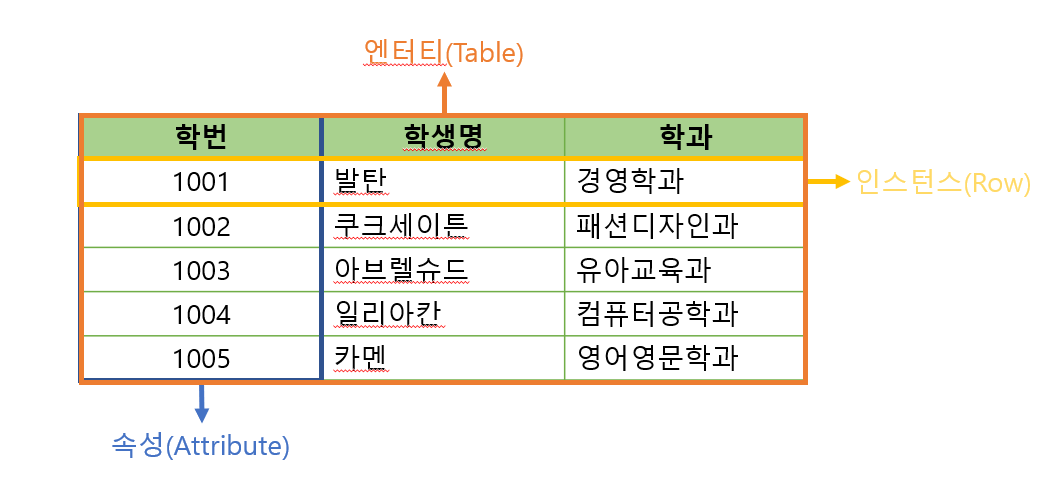 엔터티(Table)
학번 학생명 학과
1001 발탄 경영학과 인스턴스(Row)
1002 쿠크세이튼 패션디자인과
1003 아브렐슈드 유아교육과
1004 일리아칸 컴퓨터공학과
1005 카멘 영어영문학과
속성(Attribute)